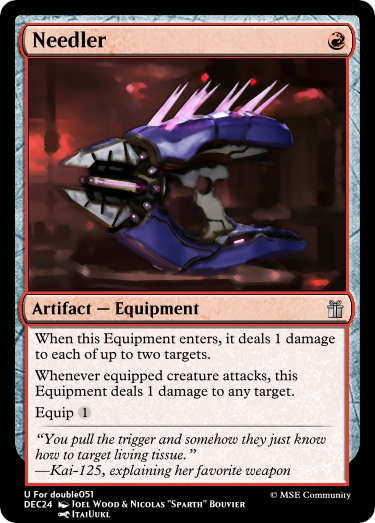 Needler
Artifact — Equipment
When this Equipment enters, it deals 1 damage
to each of up to two targets.
Whenever equipped creature attacks, this
Equipment deals 1 damage to any target.
Equip 1
“You pull the trigger and somehow they just know
how to target living tissue.”
—Kai-125, explaining her favorite weapon
U For double051
© MSE Community
DEC24 Joel Wood & Nicolas "Sparth" Bouvier
ItaiUukl